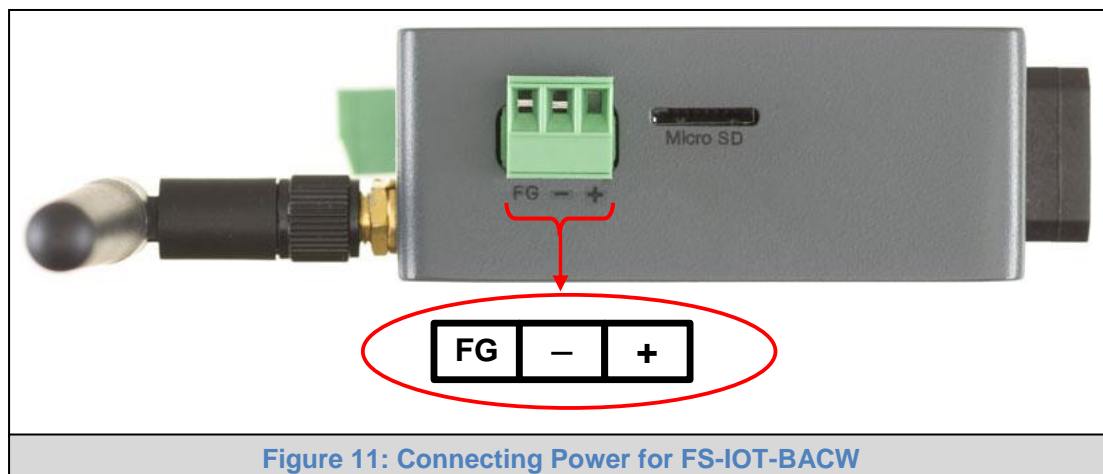 Micro SD
FG − +
FG − +
Figure 11: Connecting Power for FS-IOT-BACW